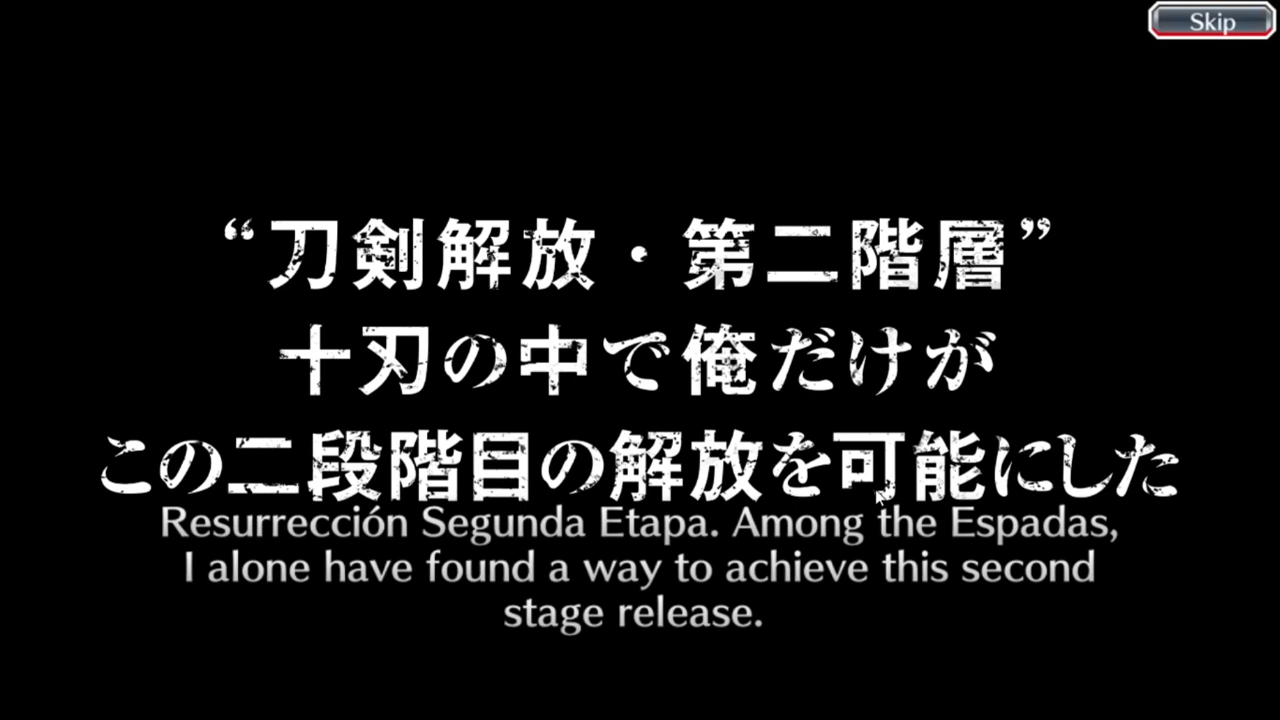 Skip
“刀剣解放・第二階層”
十刃の中で俺だけが
この二段階目の解放を可能にした
Resurrección Segunda Etapa. Among the Espadas,
I alone have found a way to achieve this second
stage release.